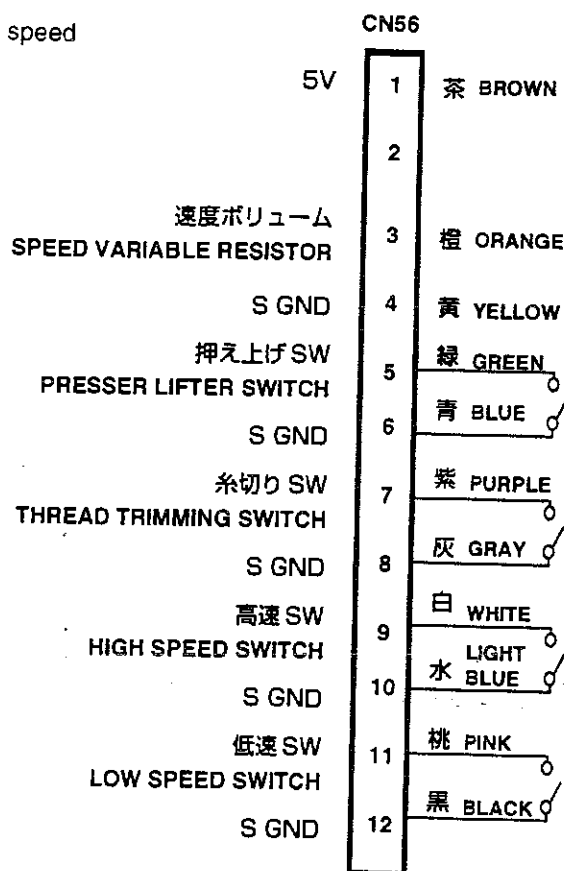 speed
CN56
5V 1 茶 BROWN
2
速度ボリューム
SPEED VARIABLE RESISTOR 3 橙 ORANGE
S GND 4 黄 YELLOW
押え上げ SW
PRESSER LIFTER SWITCH 5 緑 GREEN
S GND 6 青 BLUE
糸切り SW
THREAD TRIMMING SWITCH 7 紫 PURPLE
S GND 8 灰 GRAY
高速 SW
HIGH SPEED SWITCH 9 白 WHITE
S GND 10 水 LIGHT
BLUE
低速 SW
LOW SPEED SWITCH 11 桃 PINK
S GND 12 黒 BLACK